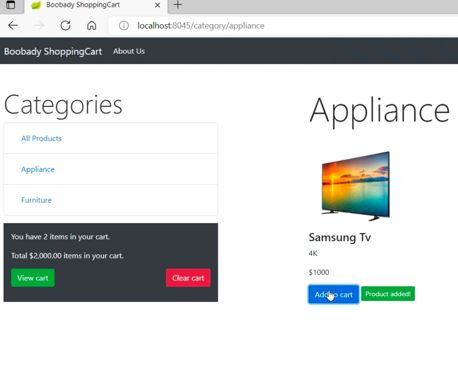 Boobady ShoppingCart
localhost:8045/category/appliance
Boobady ShoppingCart About Us
Categories
All Products
Appliance
Furniture
You have 2 items in your cart.
Total $2,000.00 items in your cart.
View cart Clear cart
Appliance
Samsung Tv
4K
$1000
Add to cart Product added!